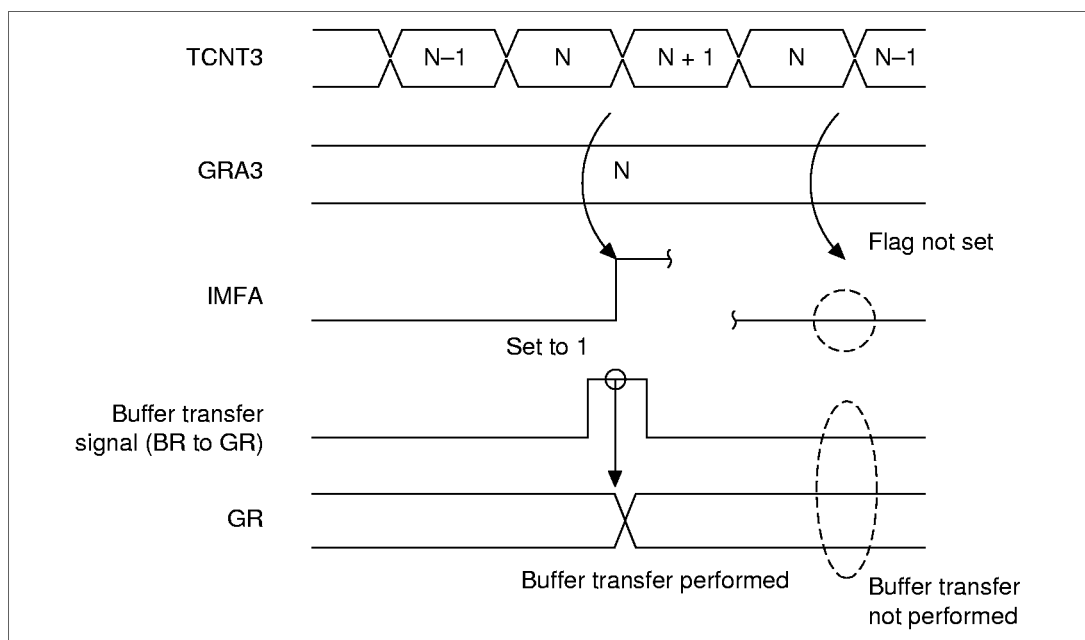 TCNT3
N–1 N N + 1 N N–1
GRA3
N
Flag not set
IMFA
Set to 1
Buffer transfer
signal (BR to GR)
GR
Buffer transfer performed
Buffer transfer
not performed